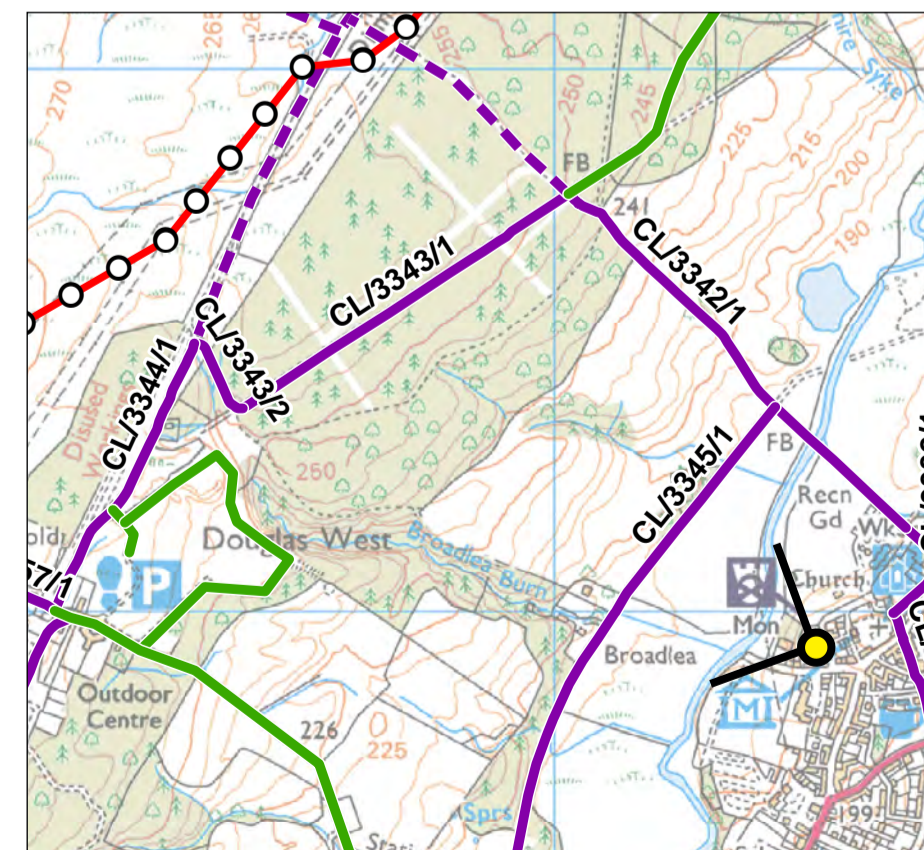 265
255
250
245
270
Syke
225
215
200
190
FB
241
CL/3342/1
CL/3343/1
CL/3343/2
CL/3344/1
Disused
250
CL/3345/1
FB
Recn
Gd
Wks
Douglas West
Broadlea Burn
P
57/1
Church
Mon
Broadlea
M
Outdoor
Centre
226
225
Sprs
199